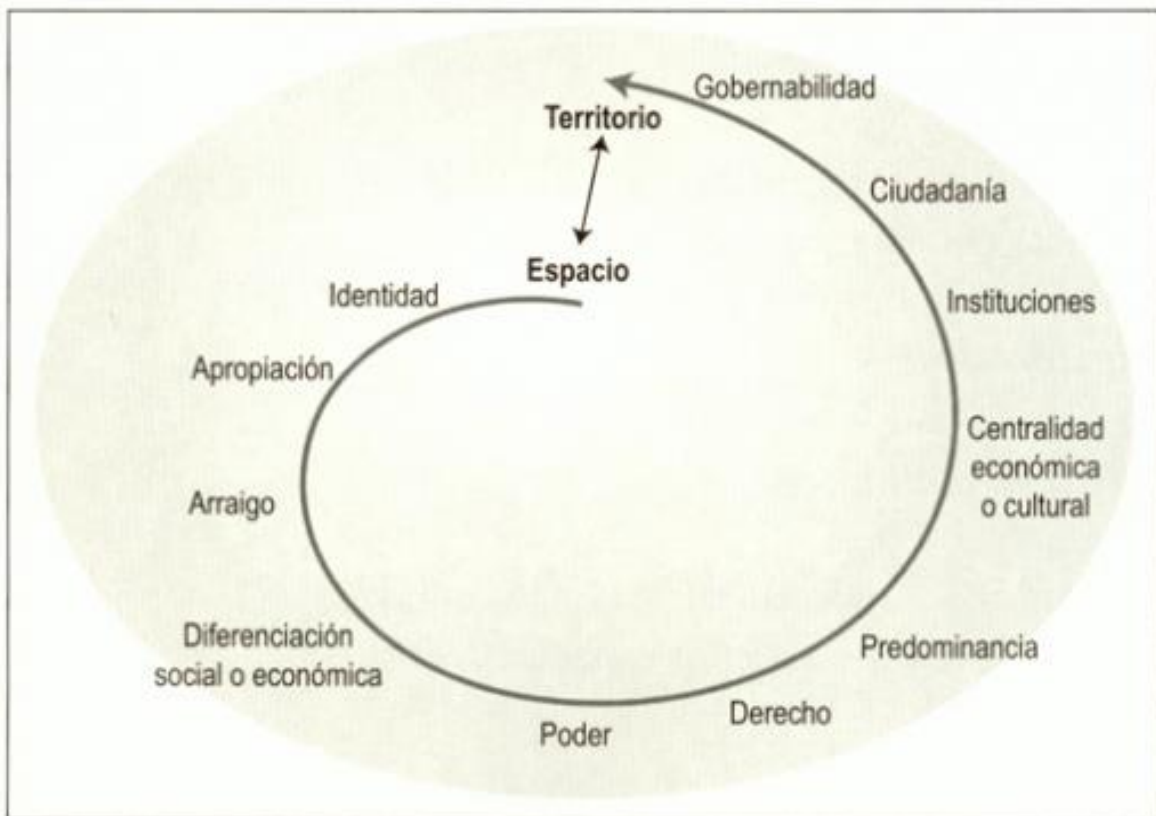 Gobernabilidad
Territorio
Ciudadanía
Espacio
Identidad
Instituciones
Apropiación
Centralidad
económica
o cultural
Arraigo
Diferenciación
social o económica
Predominancia
Derecho
Poder